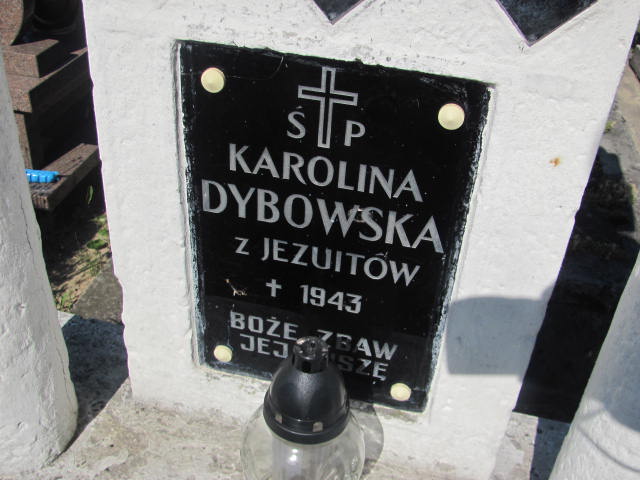 Ś P
KAROLINA
DYBOWSKA
Z JEZUITÓW
† 1943
BOŻE ZBAW
JEJ